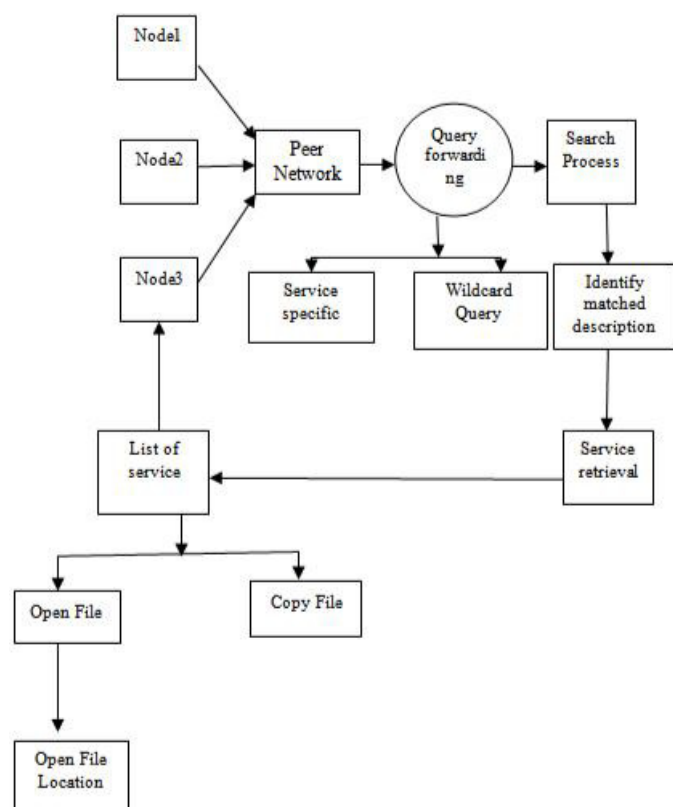 Node1
Node2
Peer
Network
Query
forwardi
ng
Search
Process
Node3
Service
specific
Wildcard
Query
Identify
matched
description
List of
service
Service
retrieval
Open File
Copy File
Open File
Location